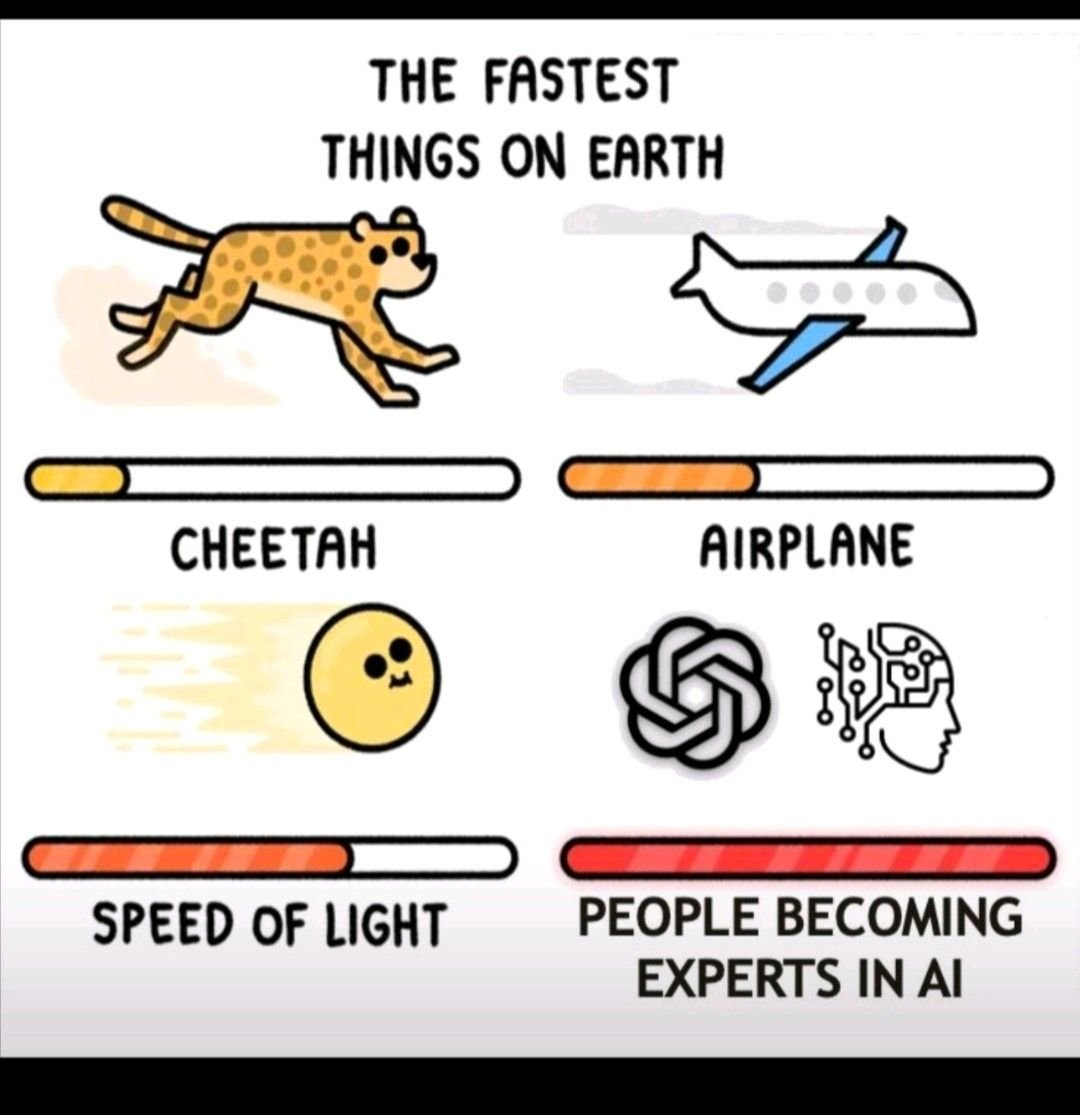 THE FASTEST
THINGS ON EARTH
CHEETAH
AIRPLANE
SPEED OF LIGHT
PEOPLE BECOMING
EXPERTS IN AI